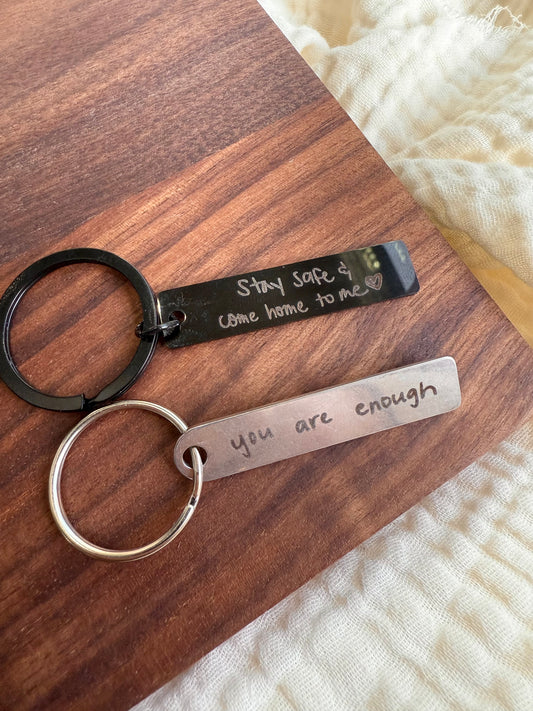 Stay safe &
come home to me♡
you are enough